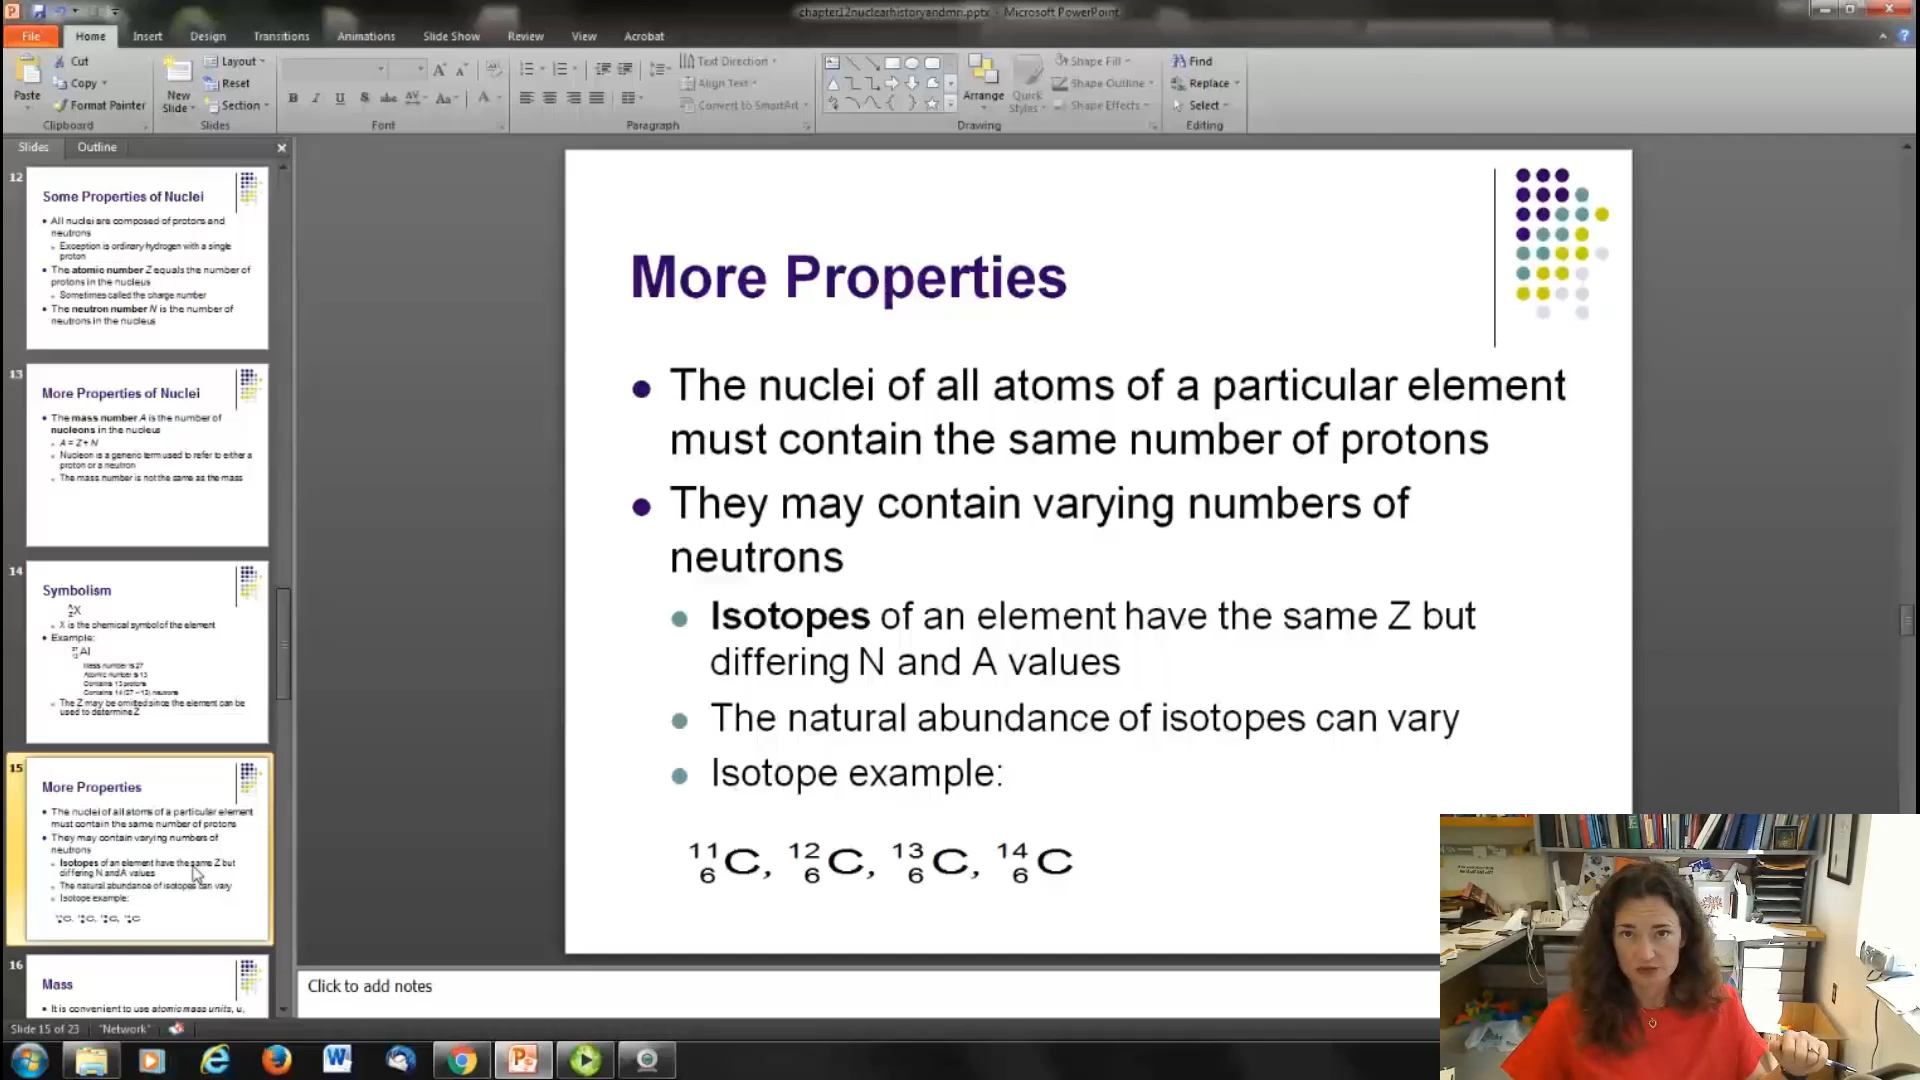 chapter12nuclearhistoryandmn.pptx - Microsoft PowerPoint
File Home Insert Design Transitions Animations Slide Show Review View Acrobat
Paste
Cut
Copy
Format Painter
Clipboard
New Slide
Layout
Reset
Section
Slides
Font
Text Direction
Align Text
Convert to SmartArt
Paragraph
Arrange
Quick Styles
Shape Fill
Shape Outline
Shape Effects
Drawing
Find
Replace
Select
Editing
Slides Outline
12
Some Properties of Nuclei
All nuclei are composed of protons and
neutrons
Exception is ordinary hydrogen with a single
proton
The atomic number Z equals the number of
protons in the nucleus
Sometimes called the charge number
The neutron number N is the number of
neutrons in the nucleus
13
More Properties of Nuclei
The mass number A is the number of
nucleons in the nucleus
A = Z + N
Nucleon is a generic term used to refer to either a
proton or a neutron
The mass number is not the same as the mass
14
Symbolism
A Z X
X is the chemical symbol of the element
Example:
27 13 Al
Mass number is 27
Atomic number is 13
Contains 13 protons
Contains 14 (27 – 13) neutrons
The Z may be omitted since the element can be
used to determine Z
15
More Properties
The nuclei of all atoms of a particular element
must contain the same number of protons
They may contain varying numbers of
neutrons
Isotopes of an element have the same Z but
differing N and A values
The natural abundance of isotopes can vary
Isotope example:
16
Mass
It is convenient to use atomic mass units, u,
More Properties
The nuclei of all atoms of a particular element
must contain the same number of protons
They may contain varying numbers of
neutrons
Isotopes of an element have the same Z but
differing N and A values
The natural abundance of isotopes can vary
Isotope example:
11 6 C, 12 6 C, 13 6 C, 14 6 C
Click to add notes
Slide 15 of 23 "Network"